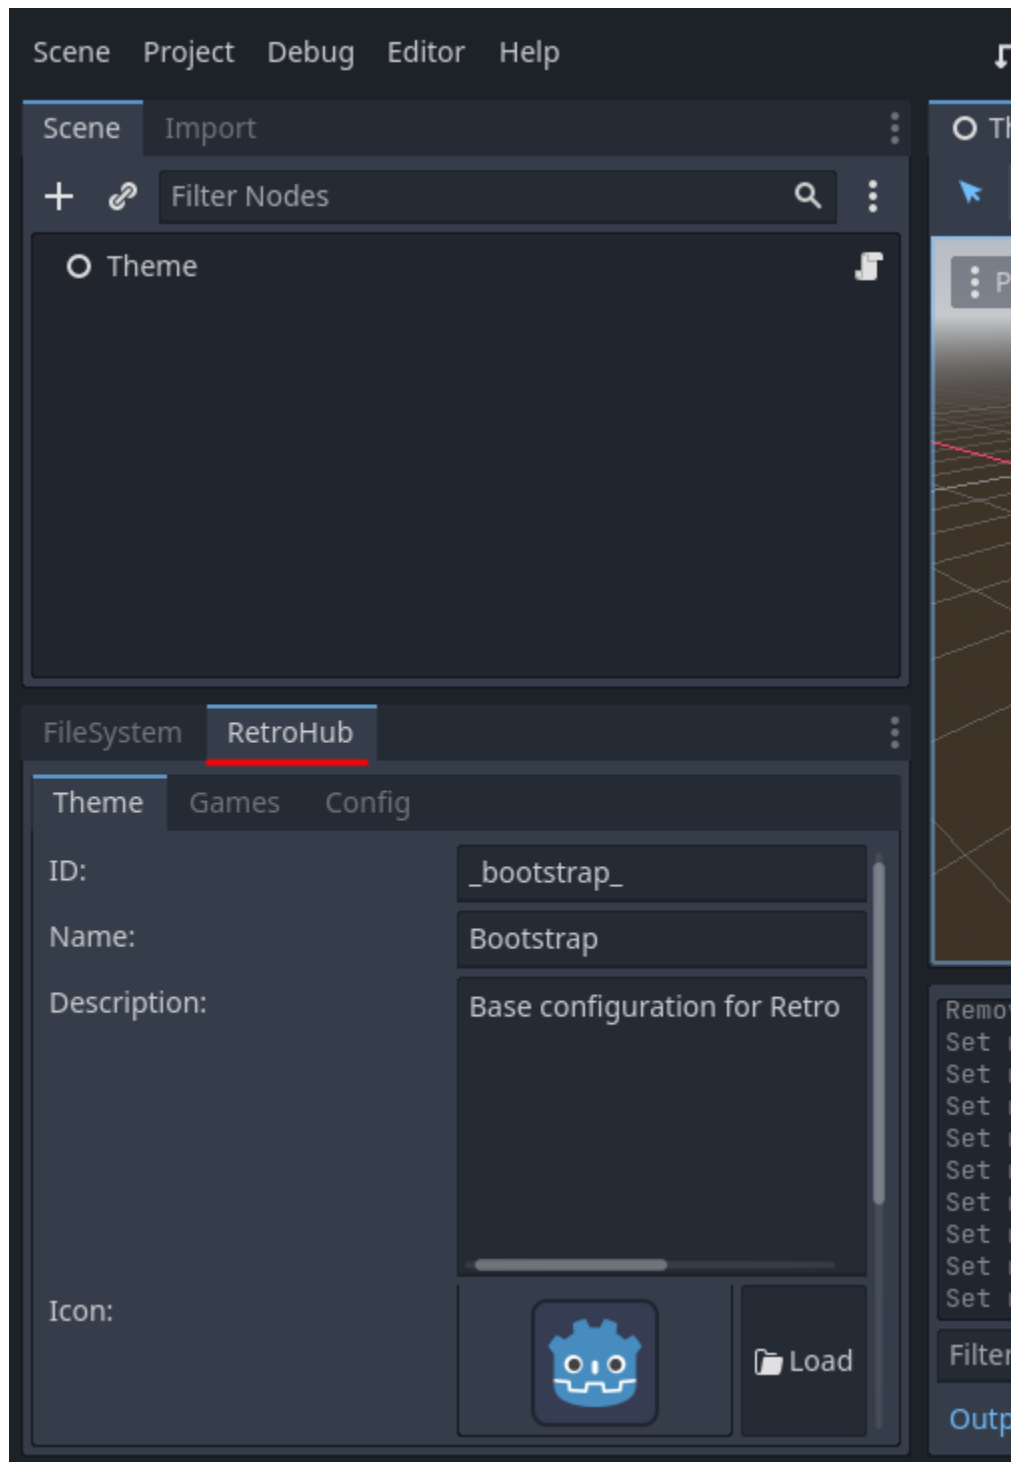 Scene Project Debug Editor Help
Scene Import
Filter Nodes
Theme
FileSystem RetroHub
Theme Games Config
ID: _bootstrap_
Name: Bootstrap
Description: Base configuration for Retro
Icon: Load
Set
Set
Set
Set
Set
Set
Set
Set
Set
Filter